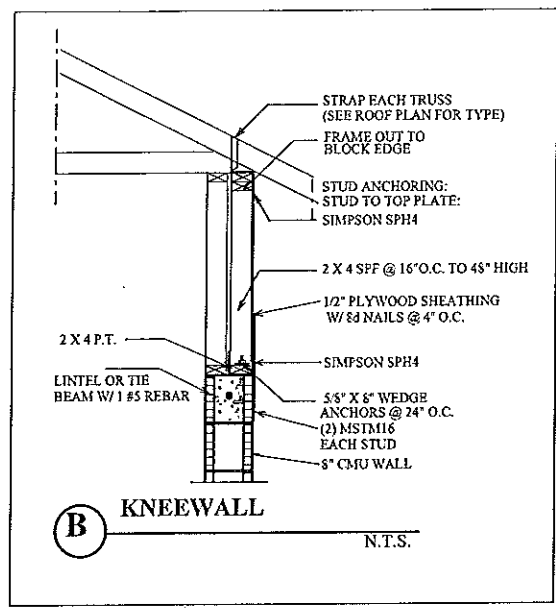 STRAP EACH TRUSS
(SEE ROOF PLAN FOR TYPE)
FRAME OUT TO
BLOCK EDGE
STUD ANCHORING:
STUD TO TOP PLATE:
SIMPSON SPH4
2 X 4 SPF @ 16"O.C. TO 48" HIGH
1/2" PLYWOOD SHEATHING
W/ 8d NAILS @ 4" O.C.
2 X 4 P.T.
SIMPSON SPH4
LINTEL OR TIE
BEAM W/ 1 #5 REBAR
5/8" X 8" WEDGE
ANCHORS @ 24" O.C.
(2) MSTM16
EACH STUD
8" CMU WALL
B
KNEEWALL
N.T.S.